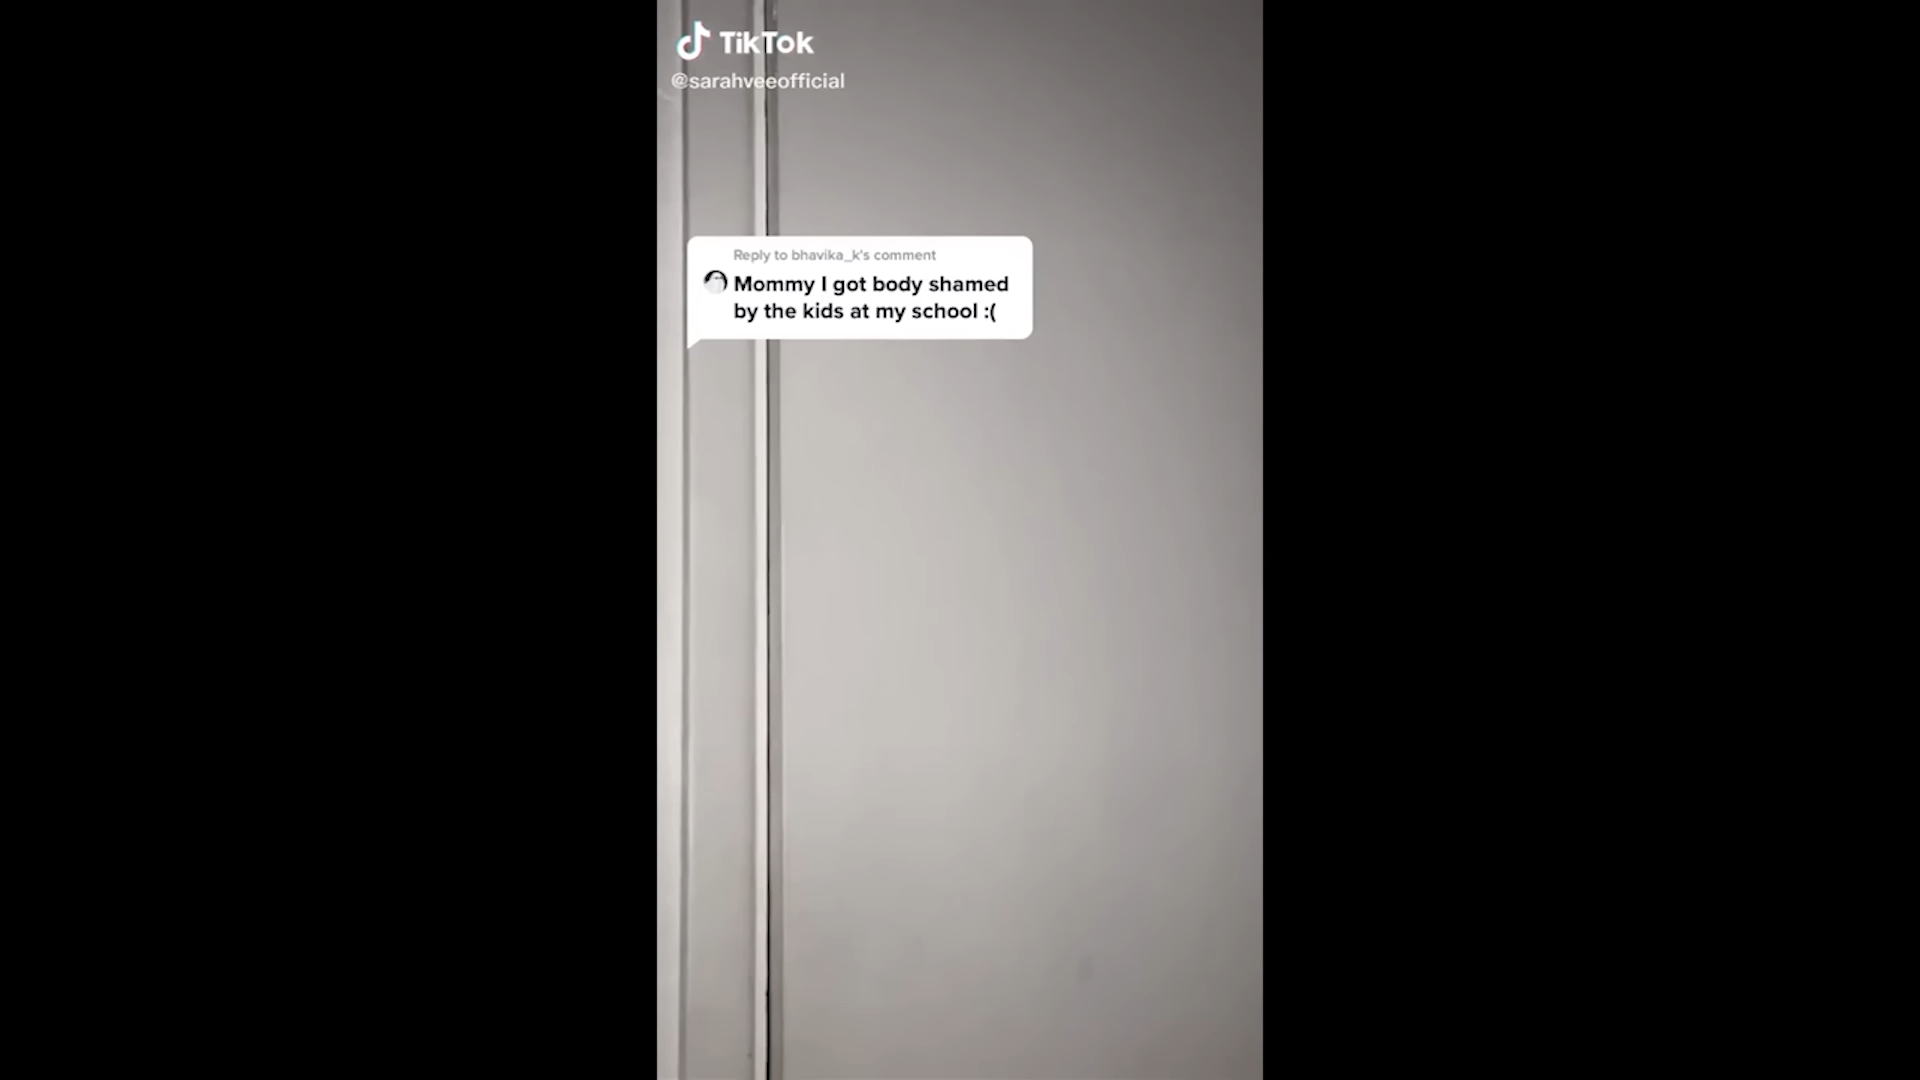 TikTok
@sarahveeofficial
Reply to bhavika_k's comment
Mommy I got body shamed
by the kids at my school :(